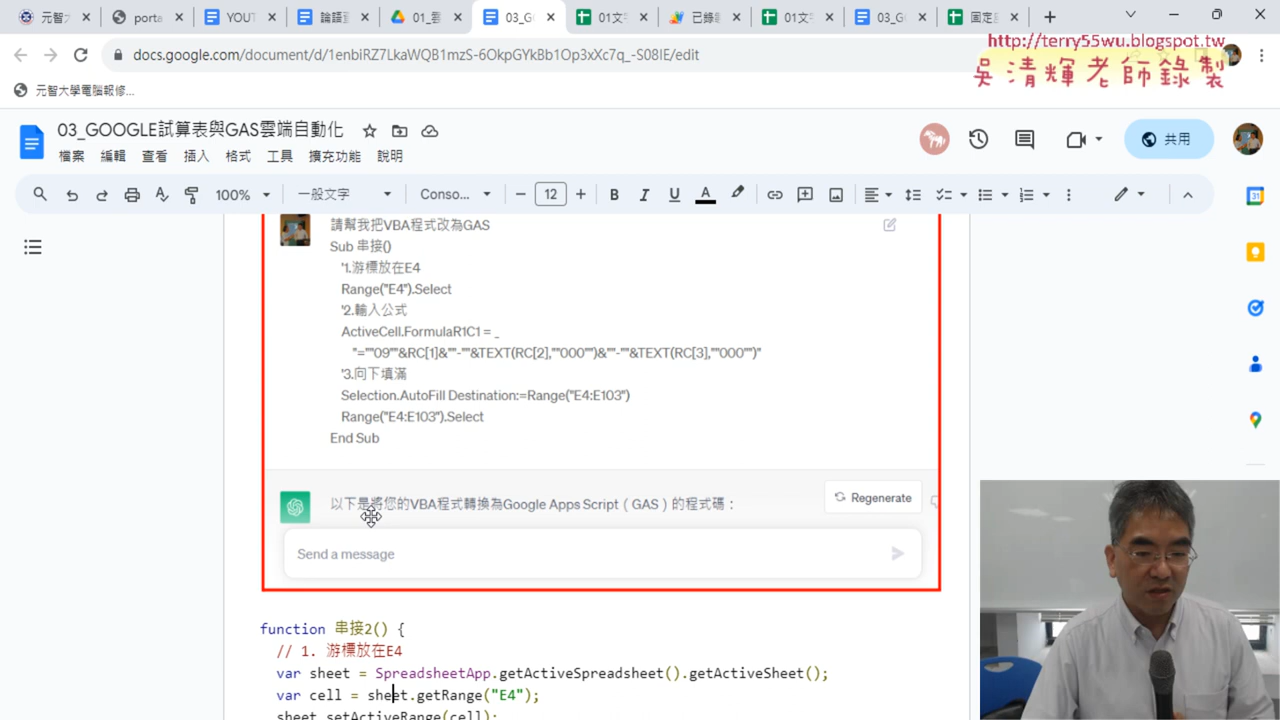 元智大
porta
YOUT
論語
01_雲
03_GO
01文字
已錄
01文字
03_GO
固定
docs.google.com/document/d/1enbiRZ7LkaWQB1mzS-6OkpGYkBb1Op3xXc7q_-S08IE/edit
http://terry55wu.blogspot.tw
吳清輝老師錄製
元智大學電腦報修...
03_GOOGLE試算表與GAS雲端自動化
檔案 編輯 查看 插入 格式 工具 擴充功能 說明
共用
100% 一般文字 Conso... 12 B I U A
請幫我把VBA程式改為GAS
Sub 串接()
'1.游標放在E4
Range("E4").Select
'2.輸入公式
ActiveCell.FormulaR1C1 = _
"=""09""&RC[1]&""-""&TEXT(RC[2],""000"")&""-""&TEXT(RC[3],""000"")"
'3.向下填滿
Selection.AutoFill Destination:=Range("E4:E103")
Range("E4:E103").Select
End Sub
以下是將您的VBA程式轉換為Google Apps Script（GAS）的程式碼：
Regenerate
Send a message
function 串接2() {
// 1. 游標放在E4
var sheet = SpreadsheetApp.getActiveSpreadsheet().getActiveSheet();
var cell = sheet.getRange("E4");
sheet.setActiveRange(cell);